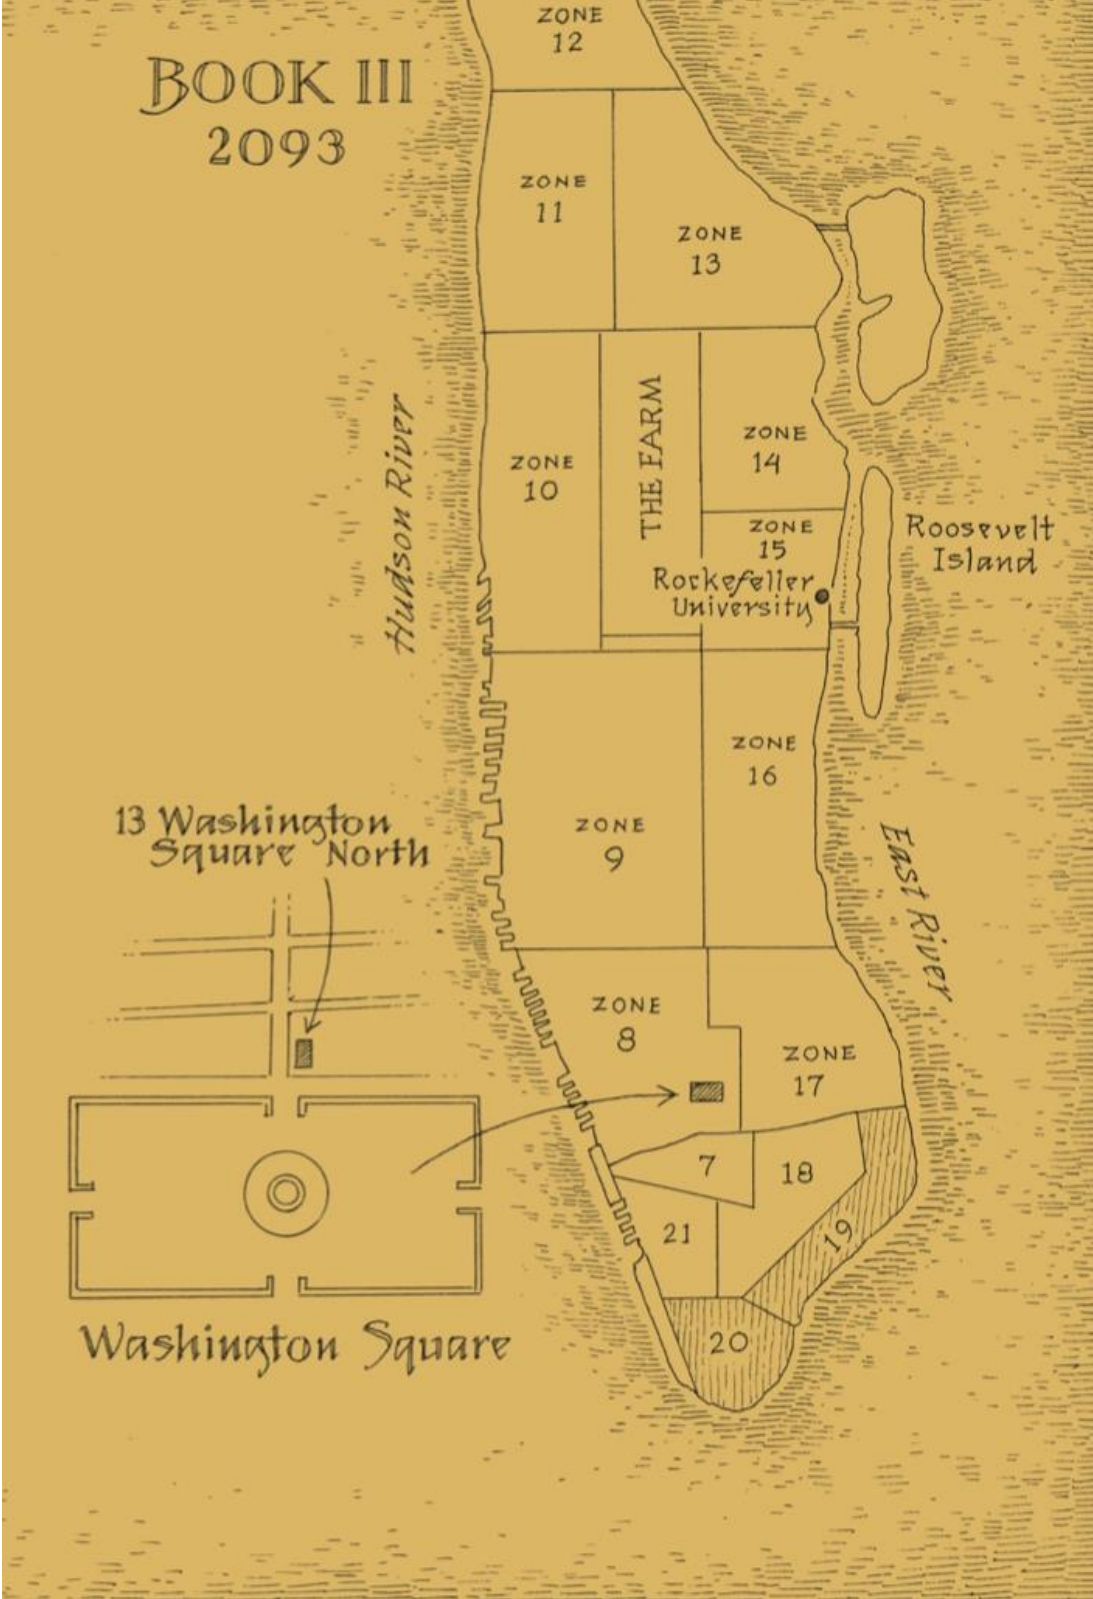 ZONE
12
BOOK III
2093
ZONE
11
ZONE
13
THE FARM
ZONE
14
ZONE
10
Hudson River
ZONE
15
Roosevelt
Island
Rockefeller
University
ZONE
16
13 Washington
Square North
ZONE
9
East River
ZONE
8
ZONE
17
7
18
21
19
20
Washington Square